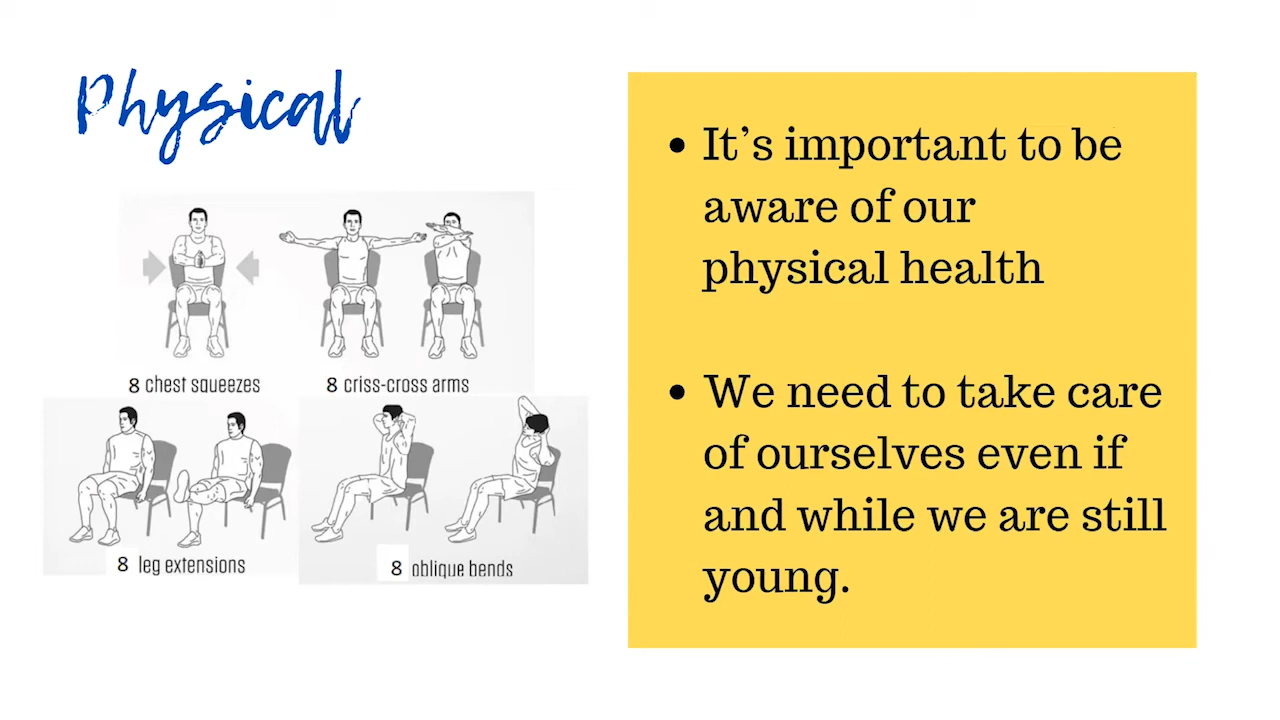 Physical
8 chest squeezes
8 criss-cross arms
8 leg extensions
8 oblique bends
• It’s important to be
aware of our
physical health
• We need to take care
of ourselves even if
and while we are still
young.